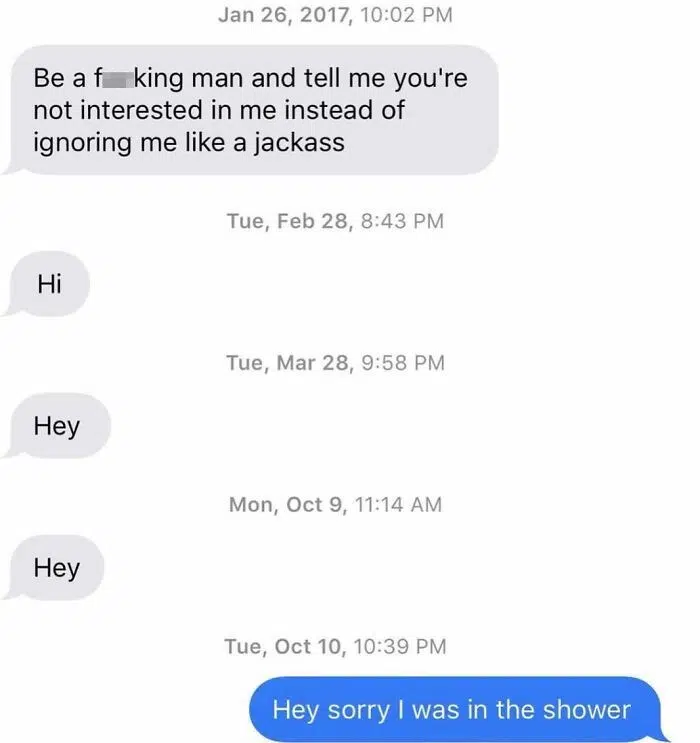 Jan 26, 2017, 10:02 PM
Be a f king man and tell me you're
not interested in me instead of
ignoring me like a jackass
Tue, Feb 28, 8:43 PM
Hi
Tue, Mar 28, 9:58 PM
Hey
Mon, Oct 9, 11:14 AM
Hey
Tue, Oct 10, 10:39 PM
Hey sorry I was in the shower